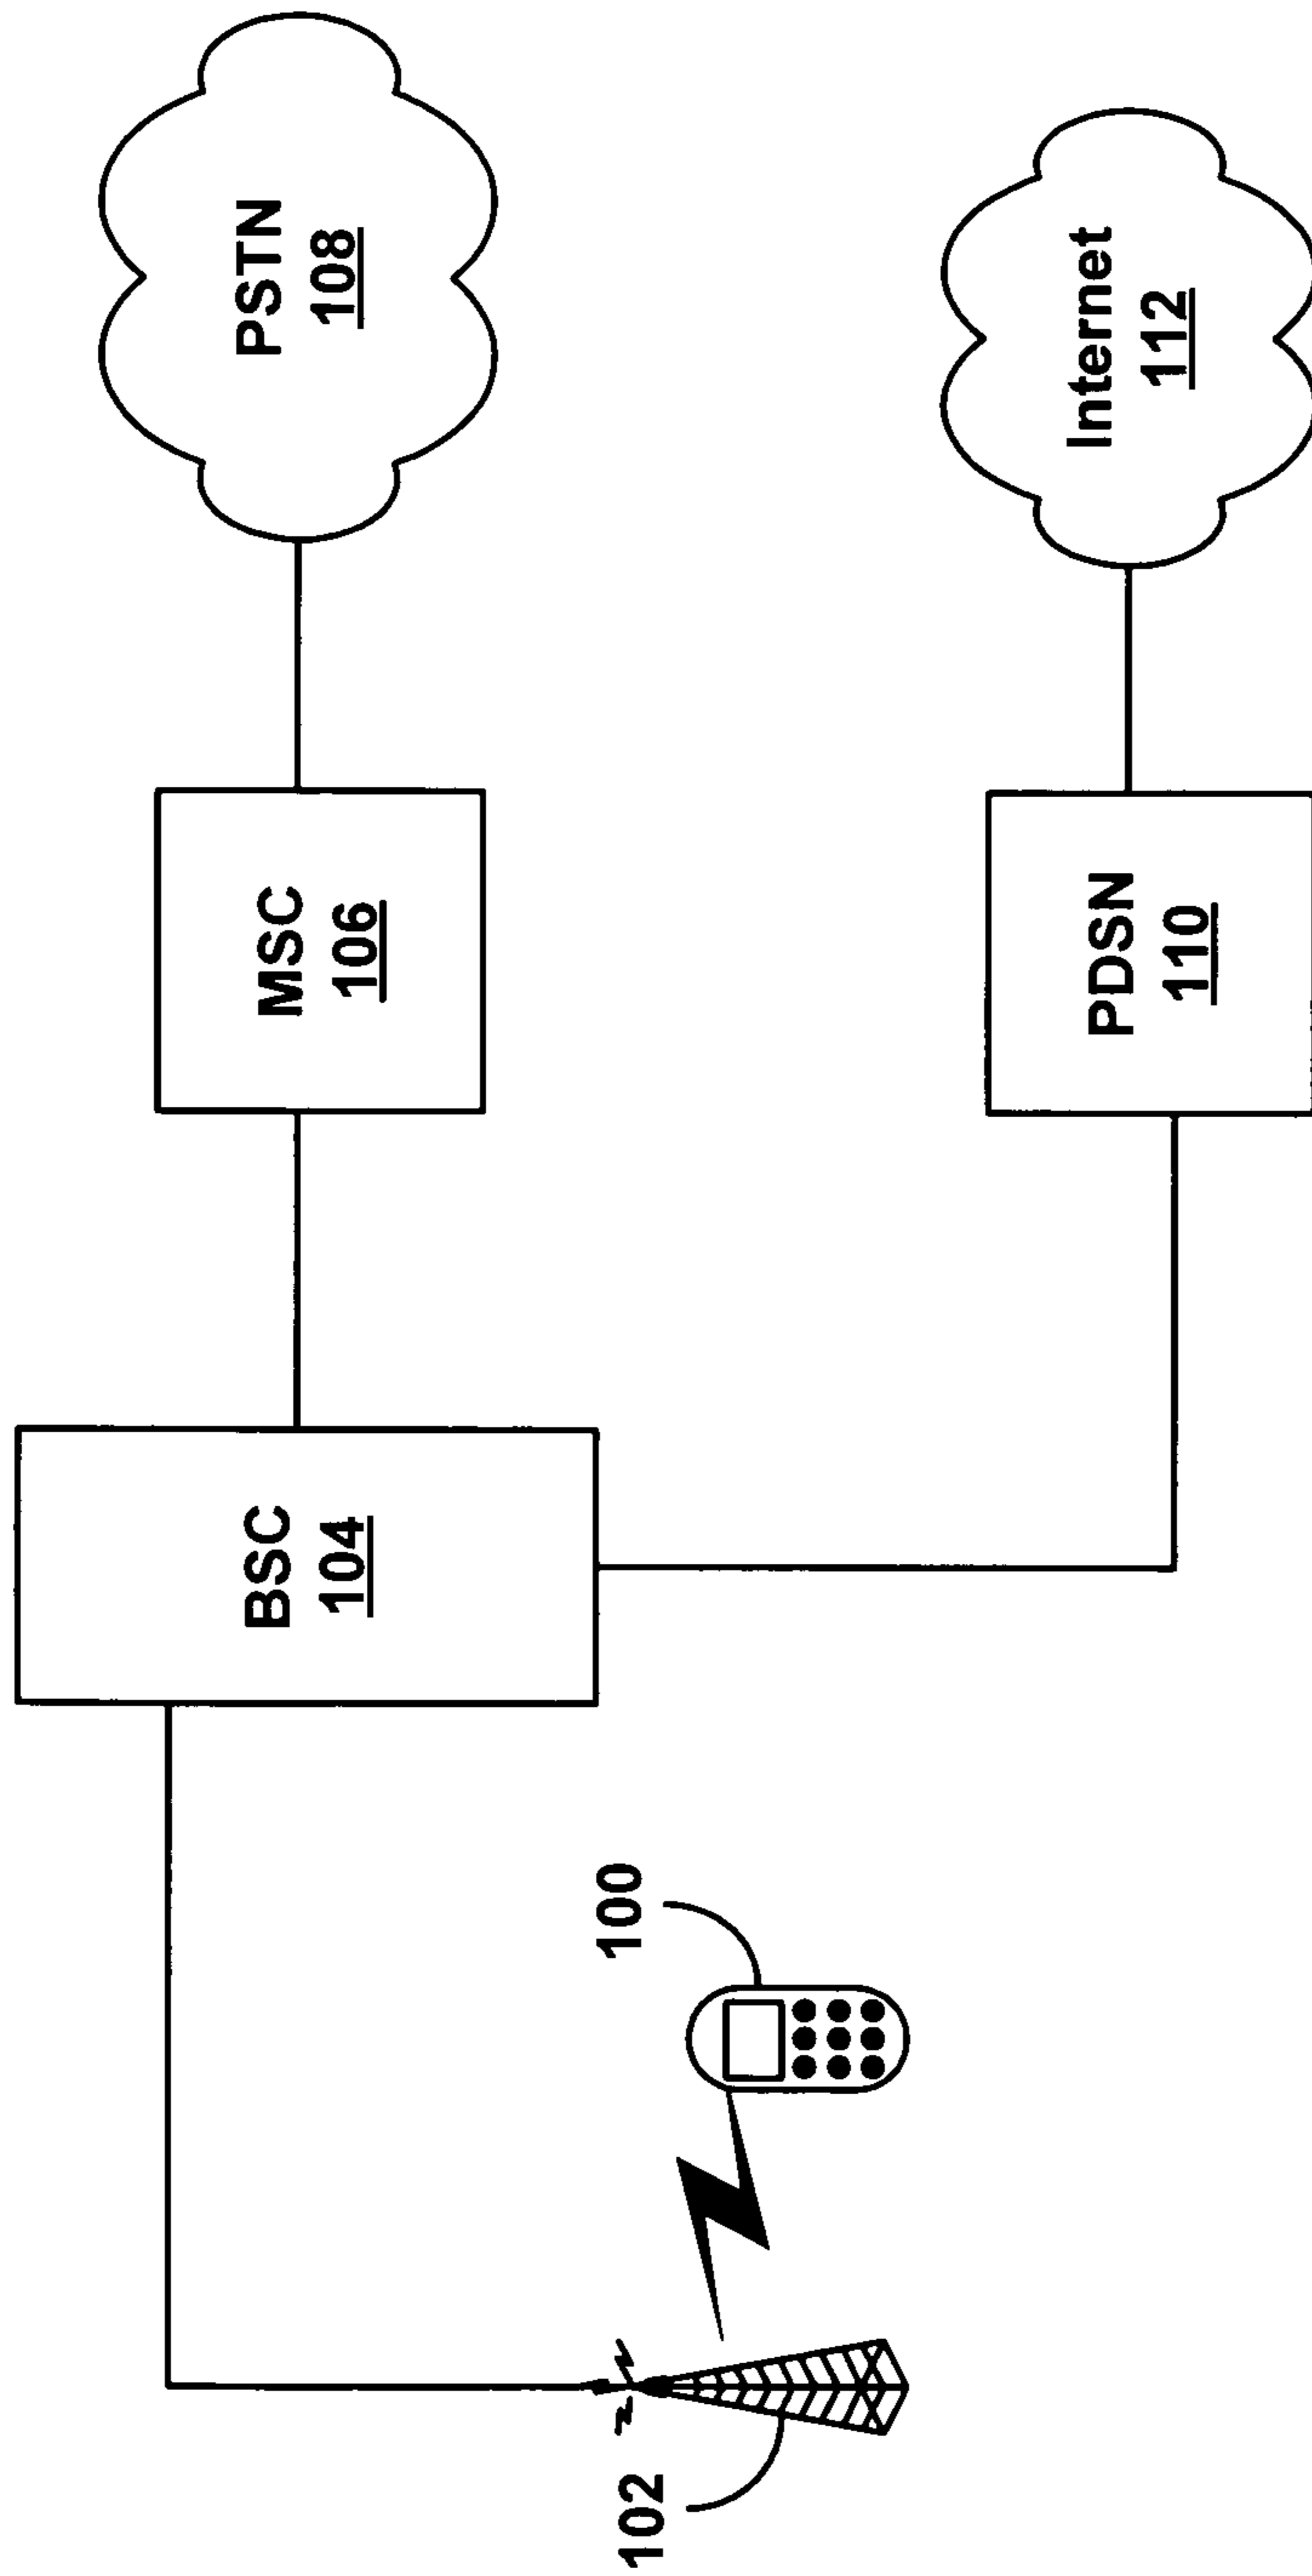 102
100
BSC
104
MSC
106
PSTN
108
PDSN
110
Internet
112